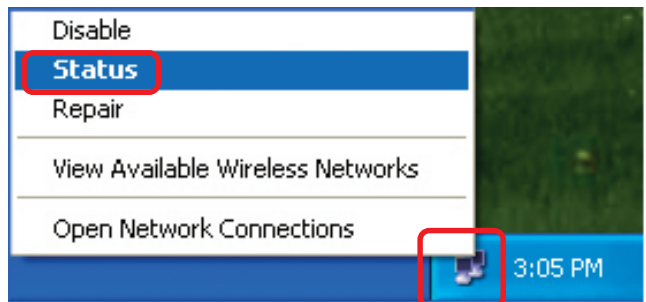 Disable
Status
Repair
View Available Wireless Networks
Open Network Connections
3:05 PM